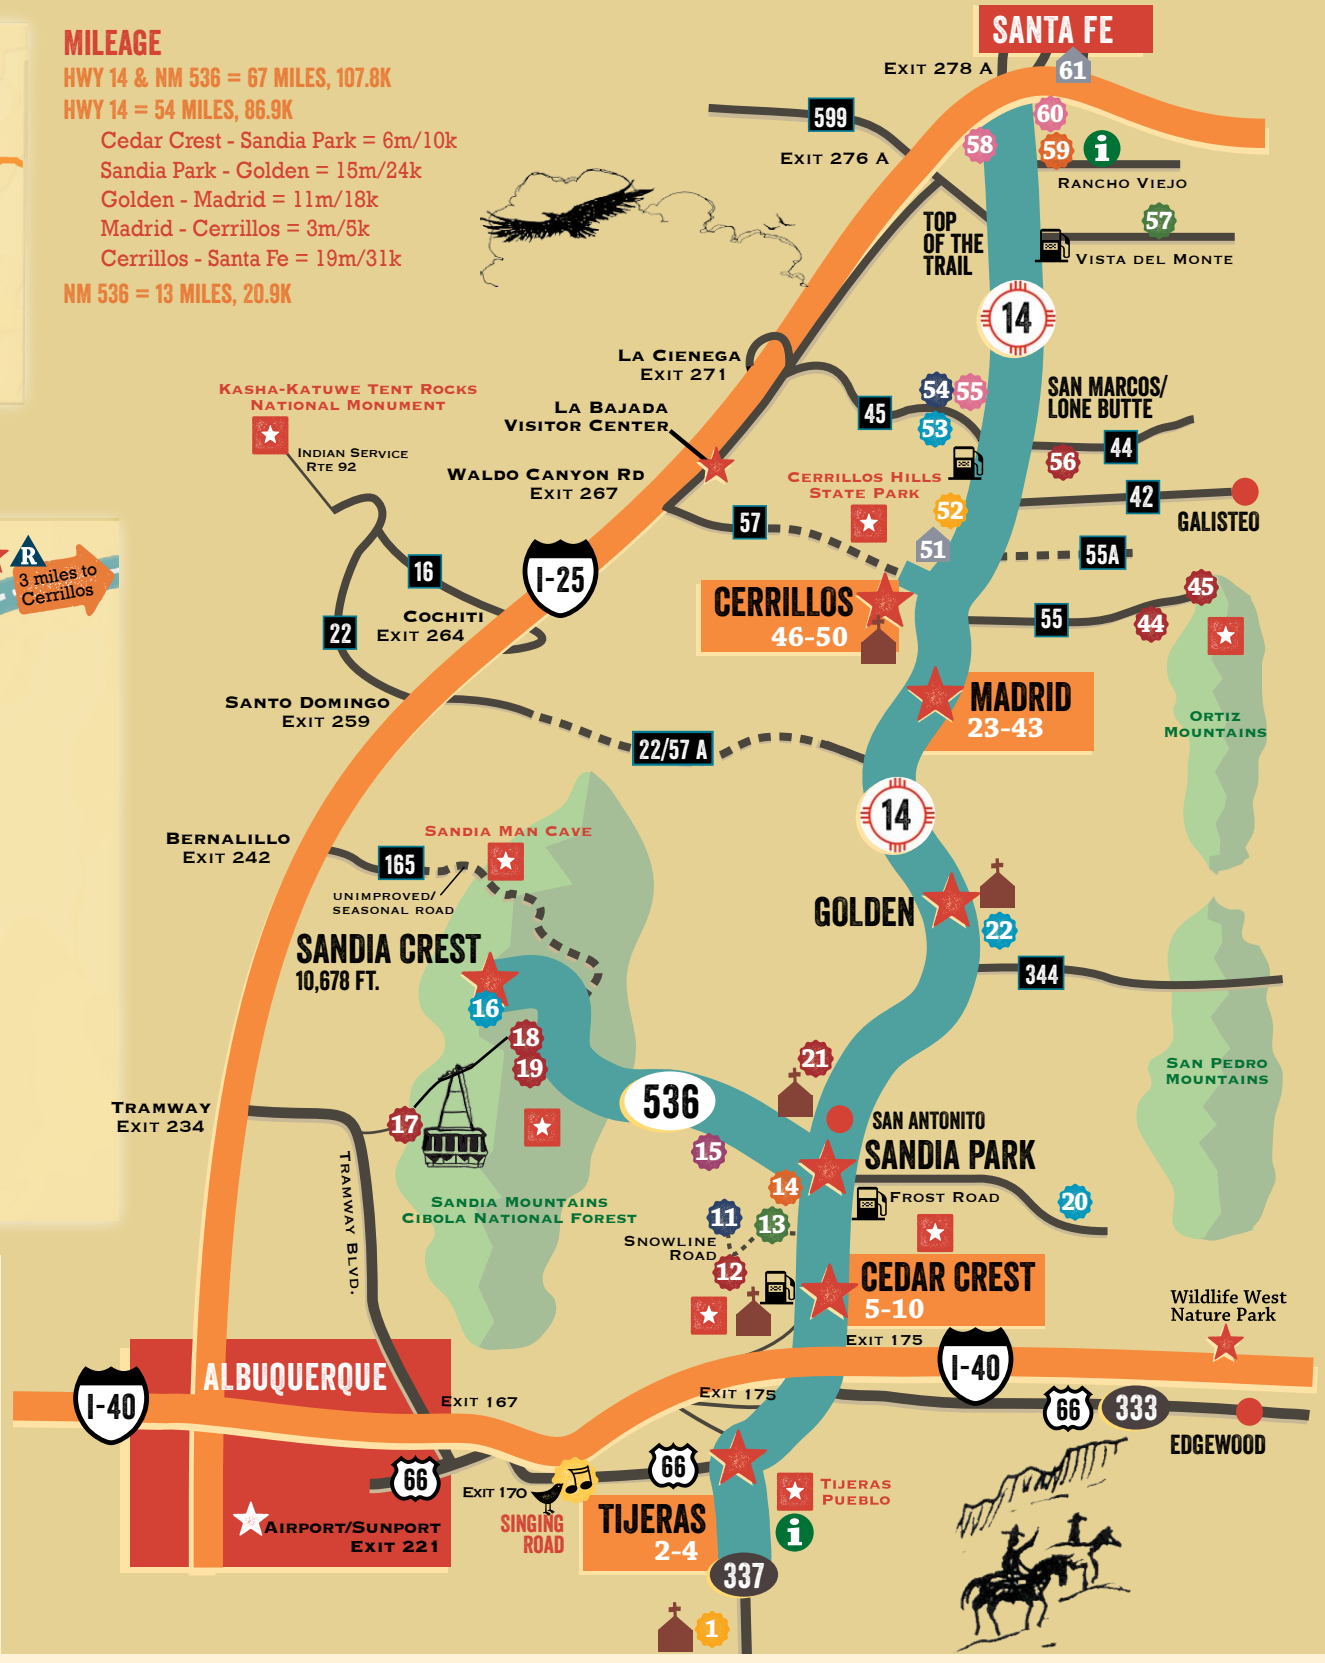 MILEAGE
HWY 14 & NM 536 = 67 MILES, 107.8K
HWY 14 = 54 MILES, 86.9K
Cedar Crest - Sandia Park = 6m/10k
Sandia Park - Golden = 15m/24k
Golden - Madrid = 11m/18k
Madrid - Cerrillos = 3m/5k
Cerrillos - Santa Fe = 19m/31k
NM 536 = 13 MILES, 20.9K
SANTA FE
EXIT 278 A
61
599
60
58
59
i
EXIT 276 A
RANCHO VIEJO
57
TOP
OF THE
TRAIL
VISTA DEL MONTE
14
LA CIENEGA
EXIT 271
KASHA-KATUWE TENT ROCKS
NATIONAL MONUMENT
INDIAN SERVICE
RTE 92
LA BAJADA
VISITOR CENTER
45
54
55
53
SAN MARCOS/
LONE BUTTE
44
56
WALDO CANYON RD
EXIT 267
CERRILLOS HILLS
STATE PARK
42
GALISTEO
57
52
51
55A
R
3 miles to
Cerrillos
16
I-25
CERRILLOS
46-50
45
44
55
COCHITI
EXIT 264
22
SANTO DOMINGO
EXIT 259
MADRID
23-43
ORTIZ
MOUNTAINS
22/57 A
14
BERNALILLO
EXIT 242
SANDIA MAN CAVE
165
UNIMPROVED/
SEASONAL ROAD
GOLDEN
22
SANDIA CREST
10,678 FT.
16
344
18
19
21
536
SAN PEDRO
MOUNTAINS
TRAMWAY
EXIT 234
17
SAN ANTONITO
SANDIA PARK
15
TRAMWAY BLVD.
SANDIA MOUNTAINS
CIBOLA NATIONAL FOREST
14
FROST ROAD
20
11
13
SNOWLINE
ROAD
12
CEDAR CREST
5-10
Wildlife West
Nature Park
EXIT 175
I-40
ALBUQUERQUE
I-40
EXIT 167
EXIT 175
66
333
EDGEWOOD
66
66
EXIT 170
SINGING
ROAD
TIJERAS
2-4
TIJERAS
PUEBLO
i
AIRPORT/SUNPORT
EXIT 221
337
1